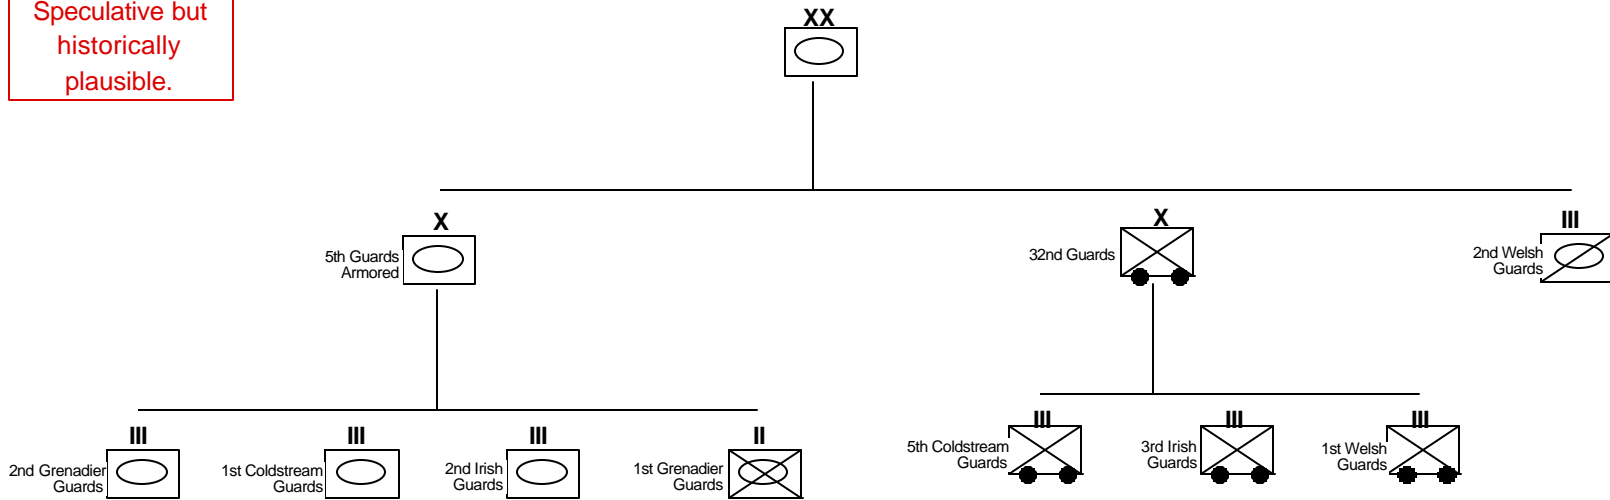 Speculative but
historically
plausible.
XX
X
5th Guards
Armored
X
32nd Guards
III
2nd Welsh
Guards
III
2nd Grenadier
Guards
III
1st Coldstream
Guards
III
2nd Irish
Guards
II
1st Grenadier
Guards
III
5th Coldstream
Guards
III
3rd Irish
Guards
III
1st Welsh
Guards